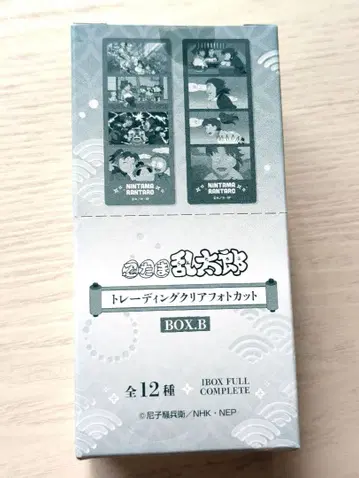 NINTAMA
RANTARO
NINTAMA
RANTARO
忍たま乱太郎
トレーディングクリアフォトカット
BOX.B
全12種
1BOX FULL
COMPLETE
©尼子騒兵衛/NHK・NEP